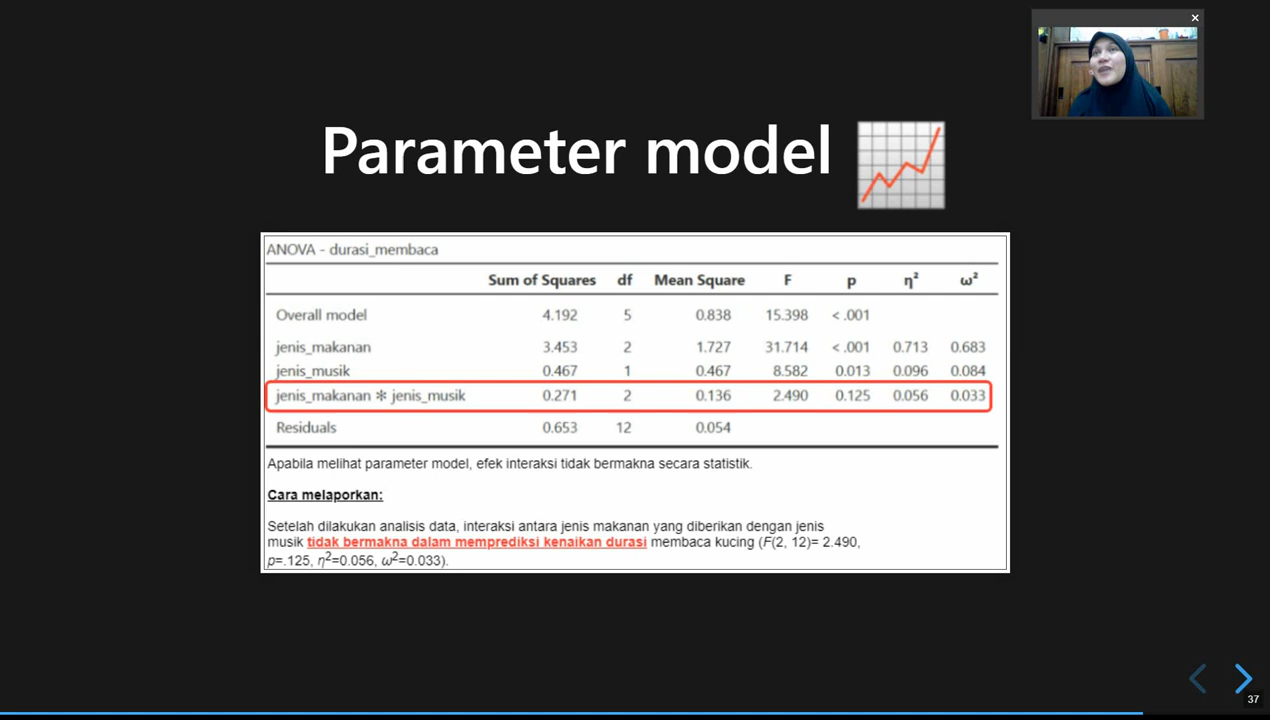 Parameter model
ANOVA - durasi_membaca
Sum of Squares df Mean Square F p η² ω²
Overall model 4.192 5 0.838 15.398 < .001
jenis_makanan 3.453 2 1.727 31.714 < .001 0.713 0.683
jenis_musik 0.467 1 0.467 8.582 0.013 0.096 0.084
jenis_makanan ✻ jenis_musik 0.271 2 0.136 2.490 0.125 0.056 0.033
Residuals 0.653 12 0.054
Apabila melihat parameter model, efek interaksi tidak bermakna secara statistik.
Cara melaporkan:
Setelah dilakukan analisis data, interaksi antara jenis makanan yang diberikan dengan jenis
musik tidak bermakna dalam memprediksi kenaikan durasi membaca kucing (F(2, 12)= 2.490,
p=.125, η²=0.056, ω²=0.033).
37